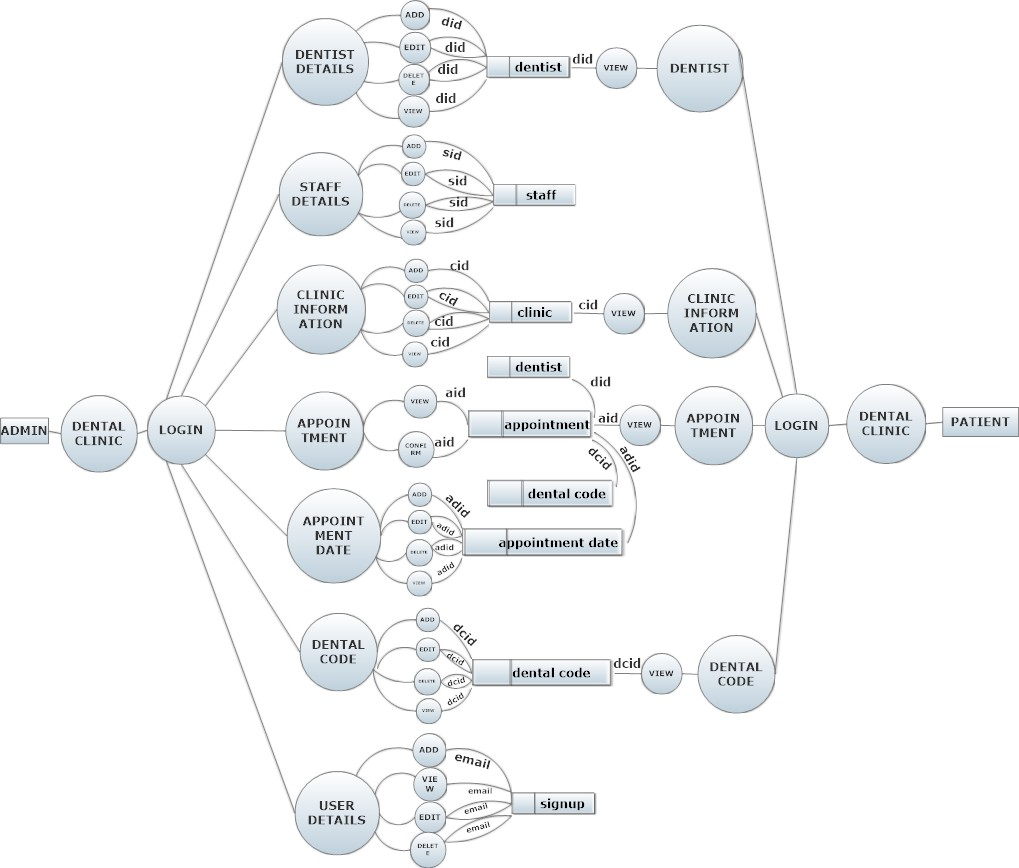 ADD
did
EDIT
did
DELET
E
did
VIEW
did
DENTIST
DETAILS
dentist
did
VIEW
DENTIST
ADD
sid
EDIT
sid
DELETE
sid
VIEW
sid
STAFF
DETAILS
staff
ADD
cid
EDIT
cid
DELETE
cid
VIEW
cid
CLINIC
INFORM
ATION
clinic
cid
VIEW
CLINIC
INFORM
ATION
dentist
did
ADMIN
DENTAL
CLINIC
LOGIN
APPOIN
TMENT
VIEW
aid
CONFI
RM
aid
appointment
aid
VIEW
APPOIN
TMENT
LOGIN
DENTAL
CLINIC
PATIENT
dcid
adid
dental code
APPOINT
MENT
DATE
ADD
adid
EDIT
adid
DELETE
adid
VIEW
adid
appointment date
DENTAL
CODE
ADD
dcid
EDIT
dcid
DELETE
dcid
VIEW
dcid
dental code
dcid
VIEW
DENTAL
CODE
USER
DETAILS
ADD
email
VIE
W
email
EDIT
email
DELET
E
email
signup